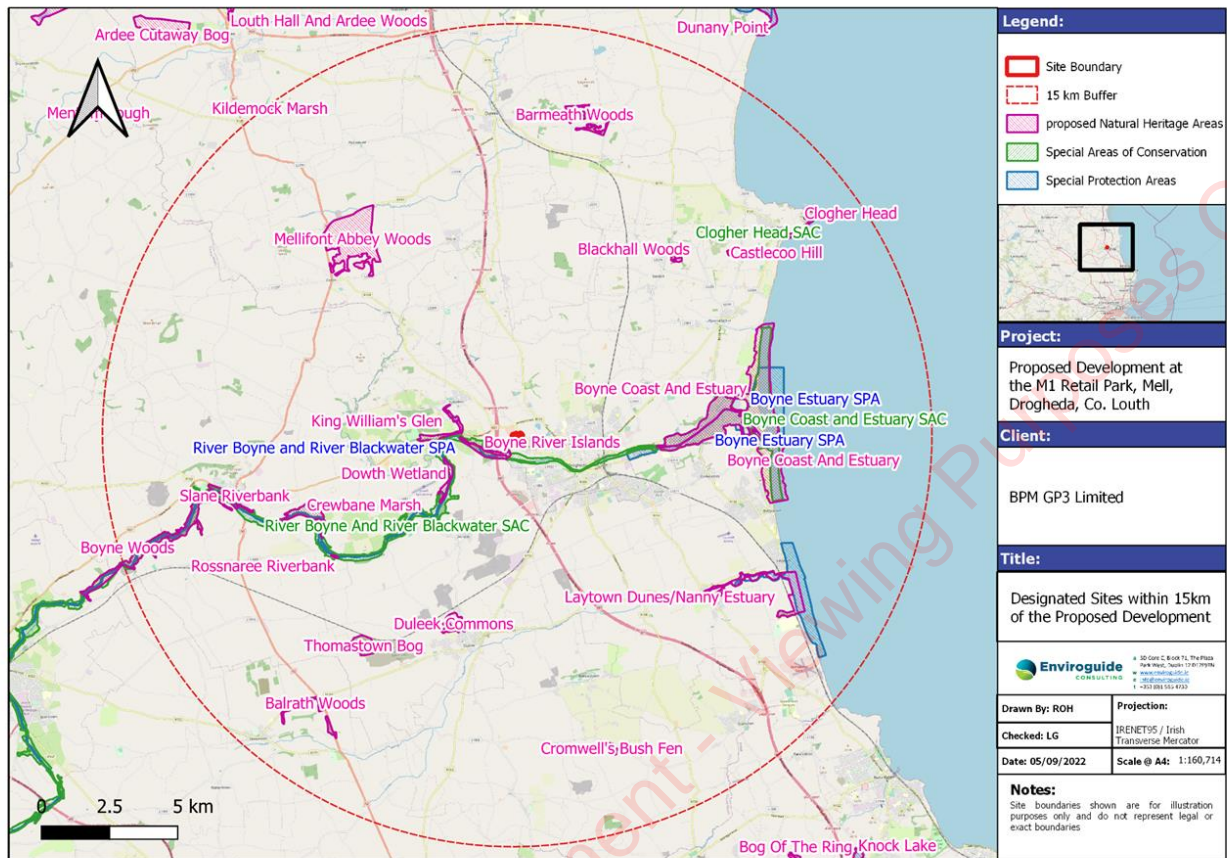 Louth Hall And Ardee Woods
Ardee Cutaway Bog
Dunany Point
Kildemock Marsh
Barmeath Woods
Clogher Head
Mellifont Abbey Woods
Clogher Head SAC
Blackhall Woods
Castlecoo Hill
Boyne Coast And Estuary
Boyne Estuary SPA
King William's Glen
Boyne Coast and Estuary SAC
Boyne River Islands
Boyne Estuary SPA
River Boyne and River Blackwater SPA
Boyne Coast And Estuary
Dowth Wetland
Slane Riverbank
Crewbane Marsh
River Boyne And River Blackwater SAC
Boyne Woods
Rossnaree Riverbank
Laytown Dunes/Nanny Estuary
Duleek Commons
Thomastown Bog
Balrath Woods
Cromwell's Bush Fen
Bog Of The Ring
Knock Lake
0 2.5 5 km
Legend:
Site Boundary
15 km Buffer
proposed Natural Heritage Areas
Special Areas of Conservation
Special Protection Areas
Project:
Proposed Development at
the M1 Retail Park, Mell,
Drogheda, Co. Louth
Client:
BPM GP3 Limited
Title:
Designated Sites within 15km
of the Proposed Development
Enviroguide
CONSULTING
Drawn By: ROH
Projection:
IRENET95 / Irish
Transverse Mercator
Checked: LG
Date: 05/09/2022
Scale @ A4: 1:160,714
Notes:
Site boundaries shown are for illustration
purposes only and do not represent legal or
exact boundaries
Viewing Purposes